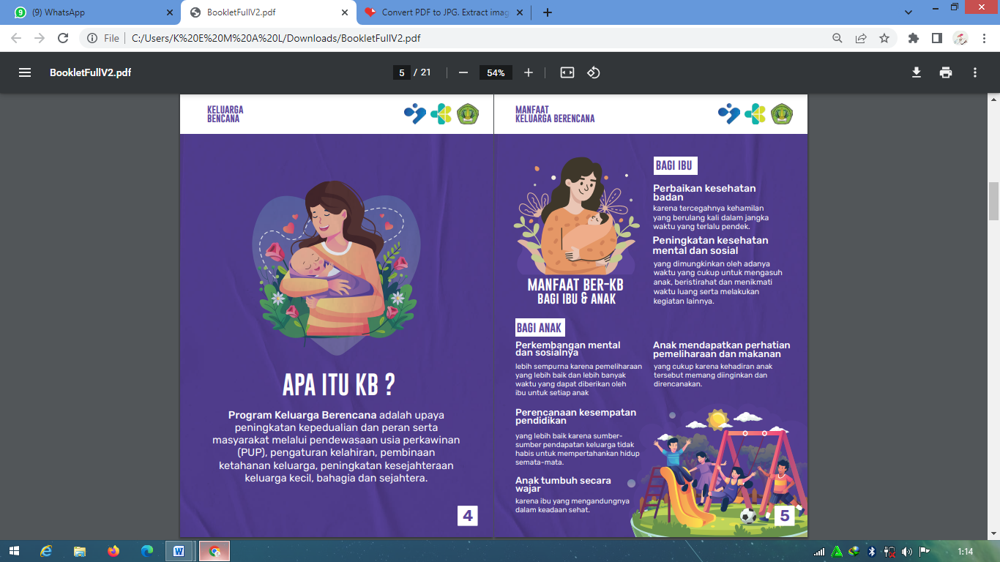 (9) WhatsApp
BookletFullV2.pdf
Convert PDF to JPG. Extract imag
File
C:/Users/K%20E%20M%20A%20L/Downloads/BookletFullV2.pdf
BookletFullV2.pdf
5 / 21
54%
KELUARGA
BENCANA
APA ITU KB ?
Program Keluarga Berencana adalah upaya
peningkatan kepedualian dan peran serta
masyarakat melalui pendewasaan usia perkawinan
(PUP), pengaturan kelahiran, pembinaan
ketahanan keluarga, peningkatan kesejahteraan
keluarga kecil, bahagia dan sejahtera.
4
MANFAAT
KELUARGA BERENCANA
MANFAAT BER-KB
BAGI IBU & ANAK
BAGI IBU
Perbaikan kesehatan
badan
karena tercegahnya kehamilan
yang berulang kali dalam jangka
waktu yang terlalu pendek.
Peningkatan kesehatan
mental dan sosial
yang dimungkinkan oleh adanya
waktu yang cukup untuk mengasuh
anak, beristirahat dan menikmati
waktu luang serta melakukan
kegiatan lainnya.
BAGI ANAK
Perkembangan mental
dan sosialnya
lebih sempurna karena pemeliharaan
yang lebih baik dan lebih banyak
waktu yang dapat diberikan oleh
ibu untuk setiap anak
Anak mendapatkan perhatian
pemeliharaan dan makanan
yang cukup karena kehadiran anak
tersebut memang diinginkan dan
direncanakan.
Perencanaan kesempatan
pendidikan
yang lebih baik karena sumber-
sumber pendapatan keluarga tidak
habis untuk mempertahankan hidup
semata-mata.
Anak tumbuh secara
wajar
karena ibu yang mengandungnya
dalam keadaan sehat.
5
1:14